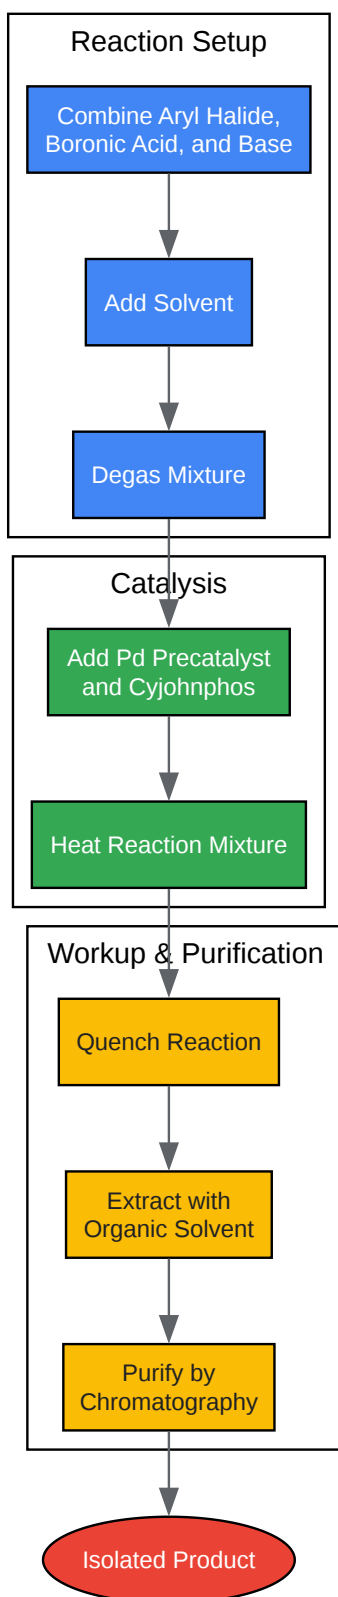 Reaction Setup
Combine Aryl Halide,
Boronic Acid, and Base
Add Solvent
Degas Mixture
Catalysis
Add Pd Precatalyst
and Cyjohnphos
Heat Reaction Mixture
Workup & Purification
Quench Reaction
Extract with
Organic Solvent
Purify by
Chromatography
Isolated Product